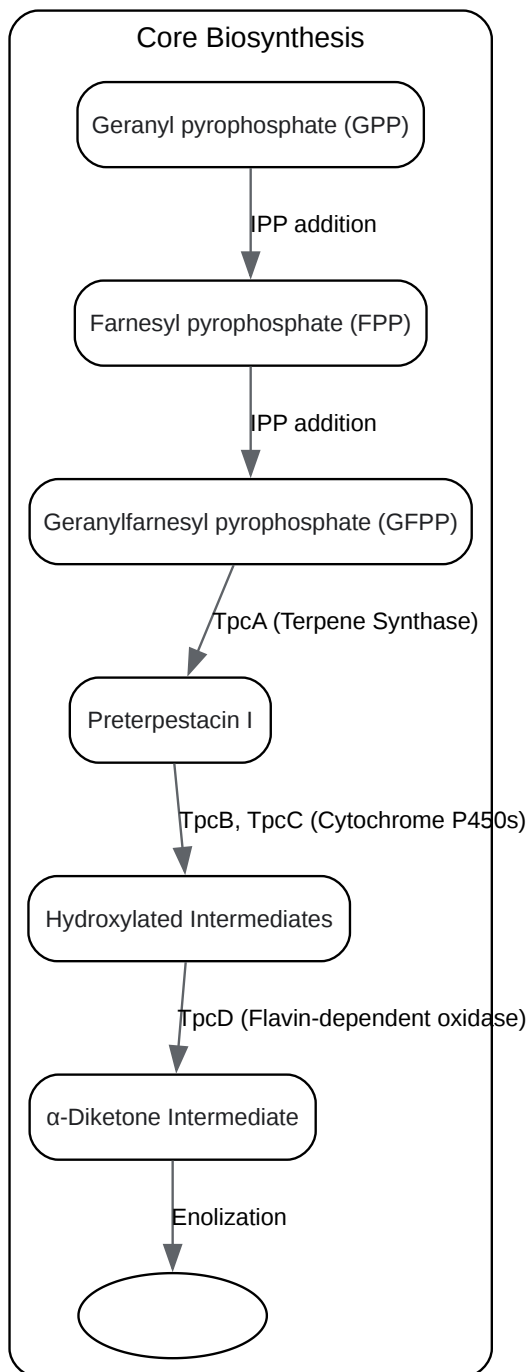 Core Biosynthesis
Geranyl pyrophosphate (GPP)
IPP addition
Farnesyl pyrophosphate (FPP)
IPP addition
Geranylfarnesyl pyrophosphate (GFPP)
TpcA (Terpene Synthase)
Preterpestacin I
TpcB, TpcC (Cytochrome P450s)
Hydroxylated Intermediates
TpcD (Flavin-dependent oxidase)
α-Diketone Intermediate
Enolization